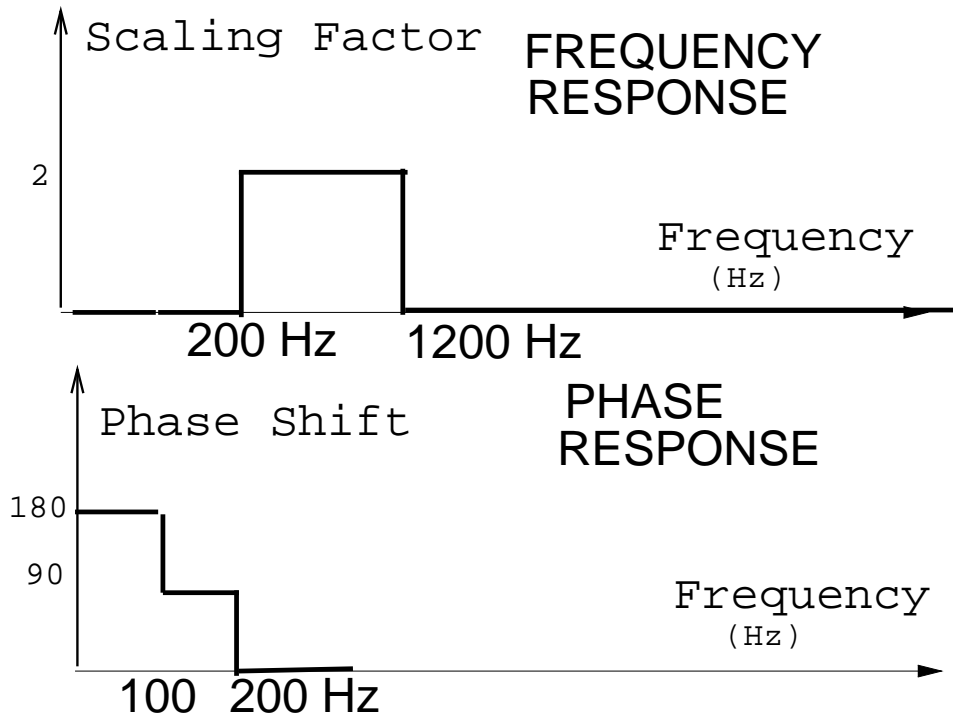 Scaling Factor
FREQUENCY
RESPONSE
2
Frequency
(Hz)
200 Hz
1200 Hz
Phase Shift
PHASE
RESPONSE
180
90
Frequency
(Hz)
100
200 Hz